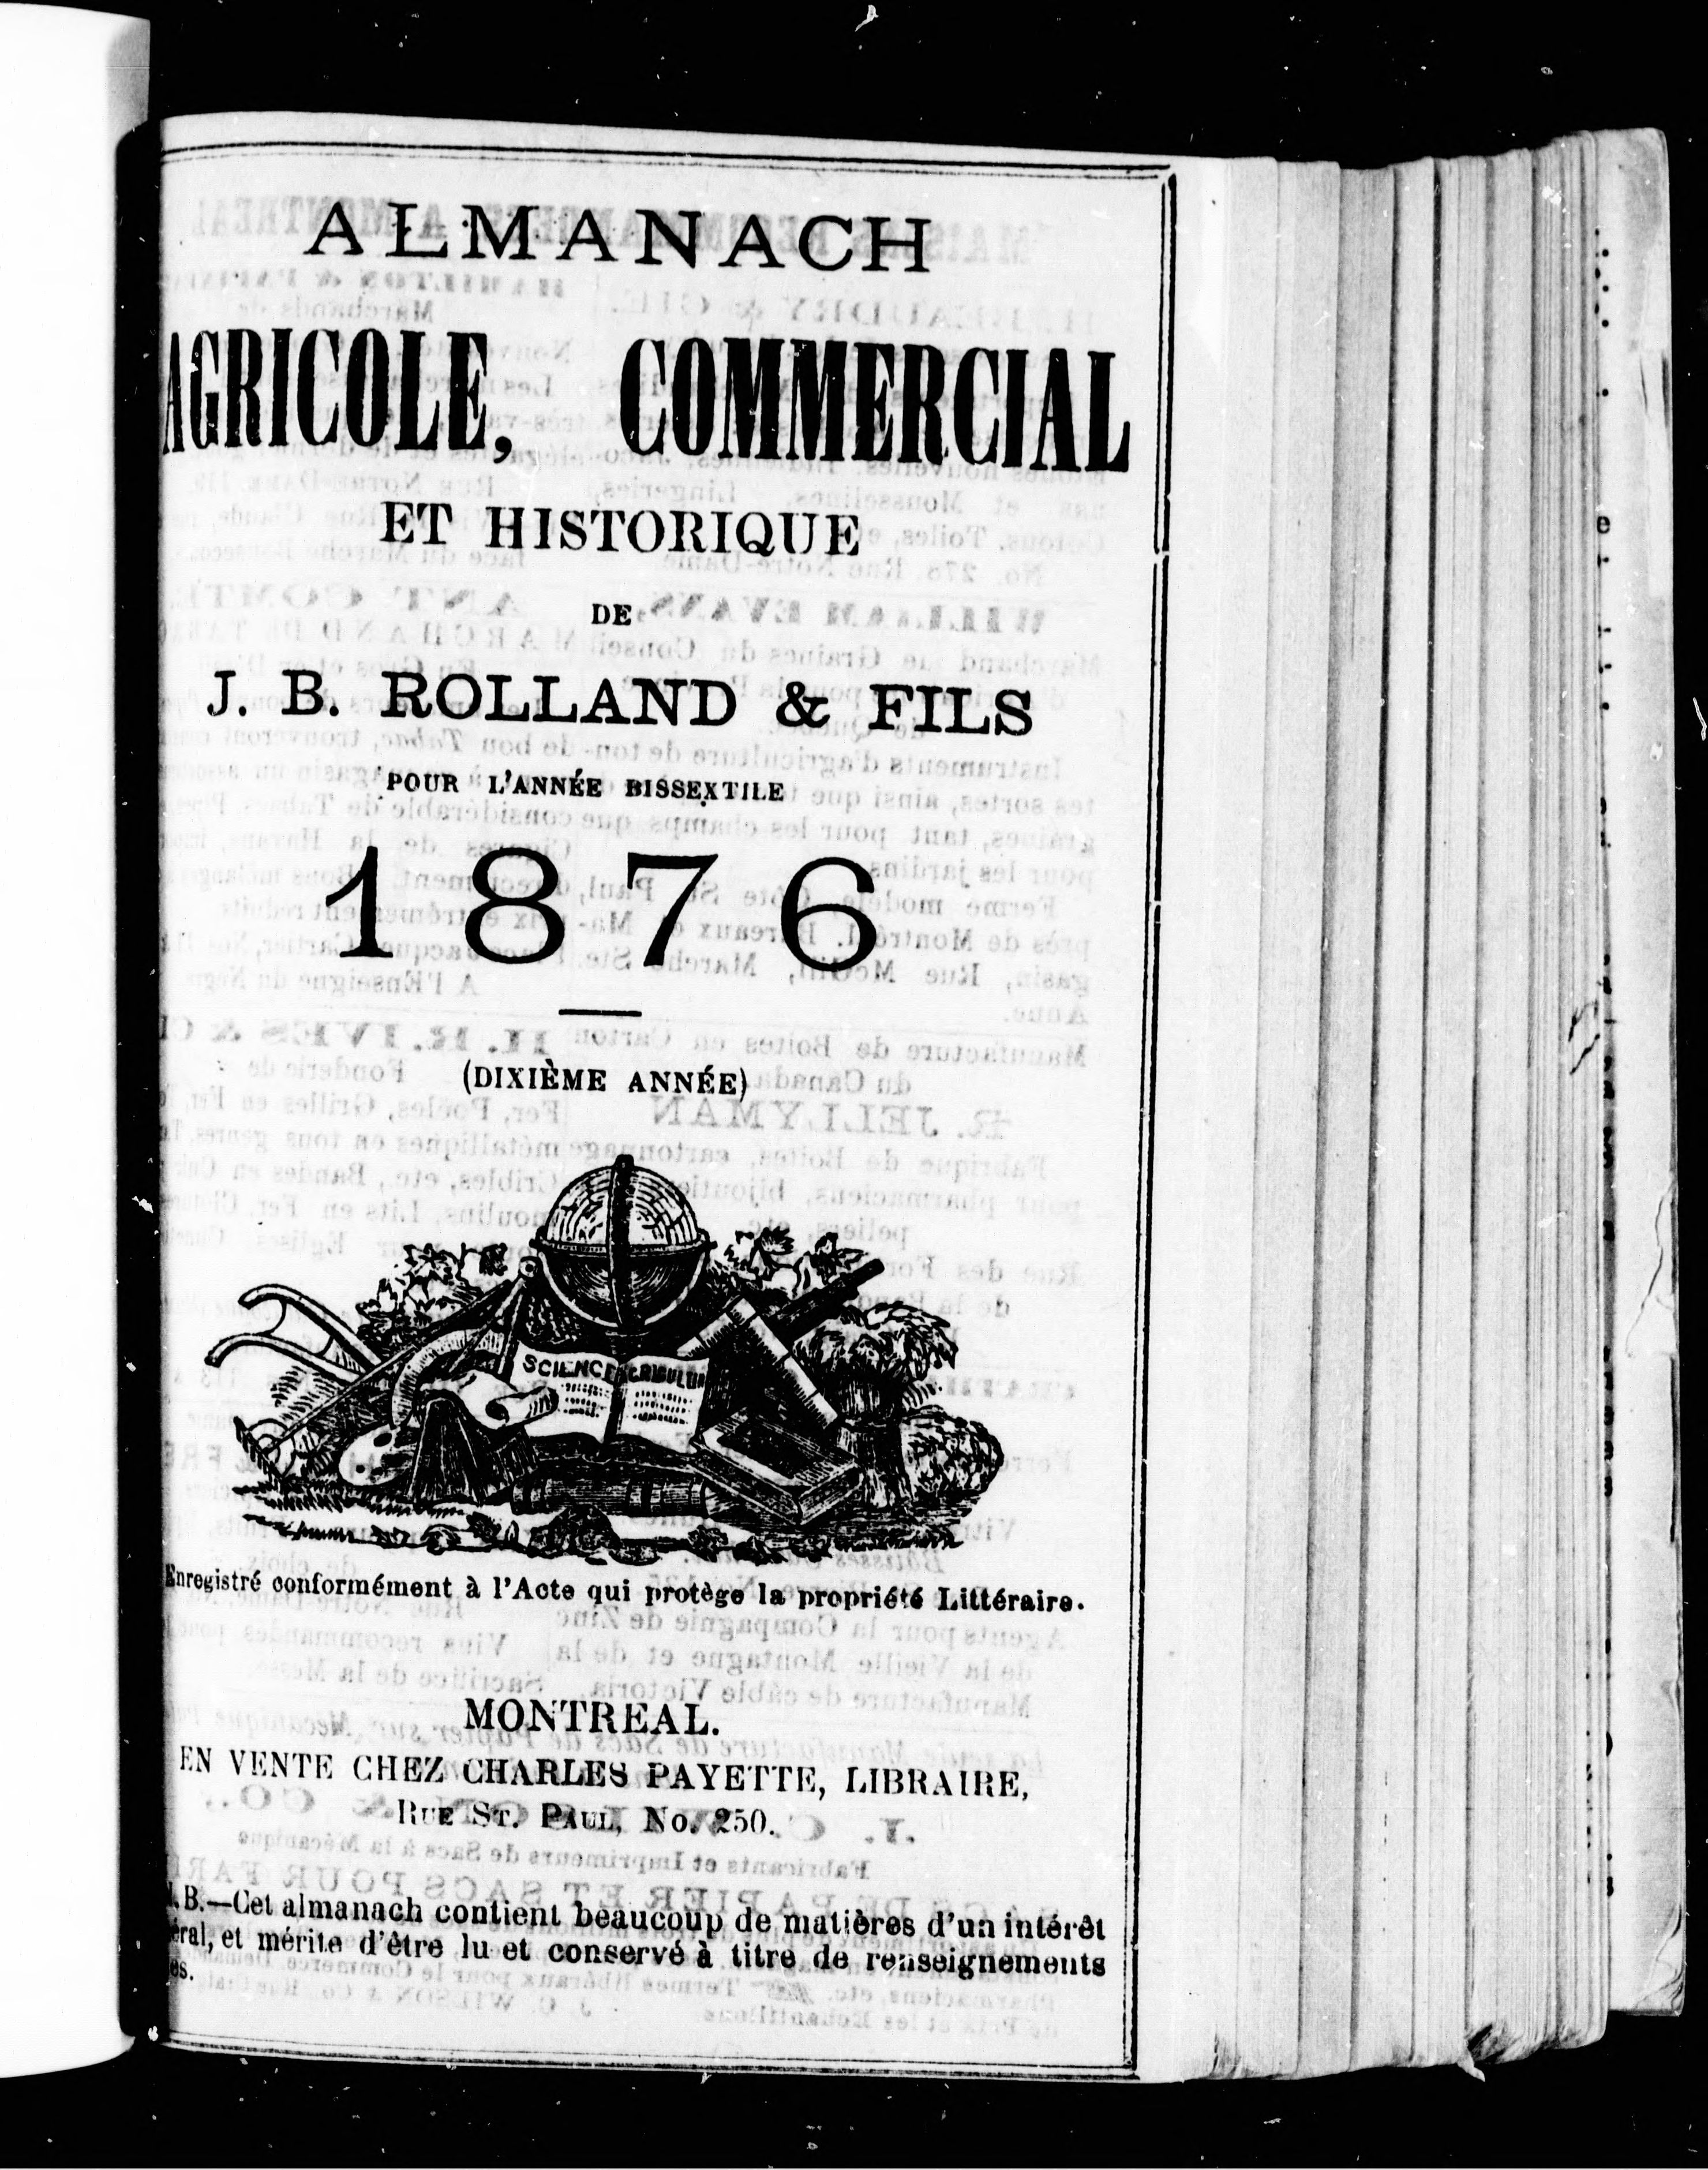 ALMANACH
AGRICOLE, COMMERCIAL
ET HISTORIQUE
DE
J. B. ROLLAND & FILS
POUR L'ANNÉE BISSEXTILE
1876
(DIXIÈME ANNÉE)
SCIENCE
Enregistré conformément à l'Acte qui protège la propriété Littéraire.
MONTREAL.
EN VENTE CHEZ CHARLES PAYETTE, LIBRAIRE,
RUE ST. PAUL, No. 250.
. B.—Cet almanach contient beaucoup de matières d'un intérêt
éral, et mérite d'être lu et conservé à titre de renseignements
es.